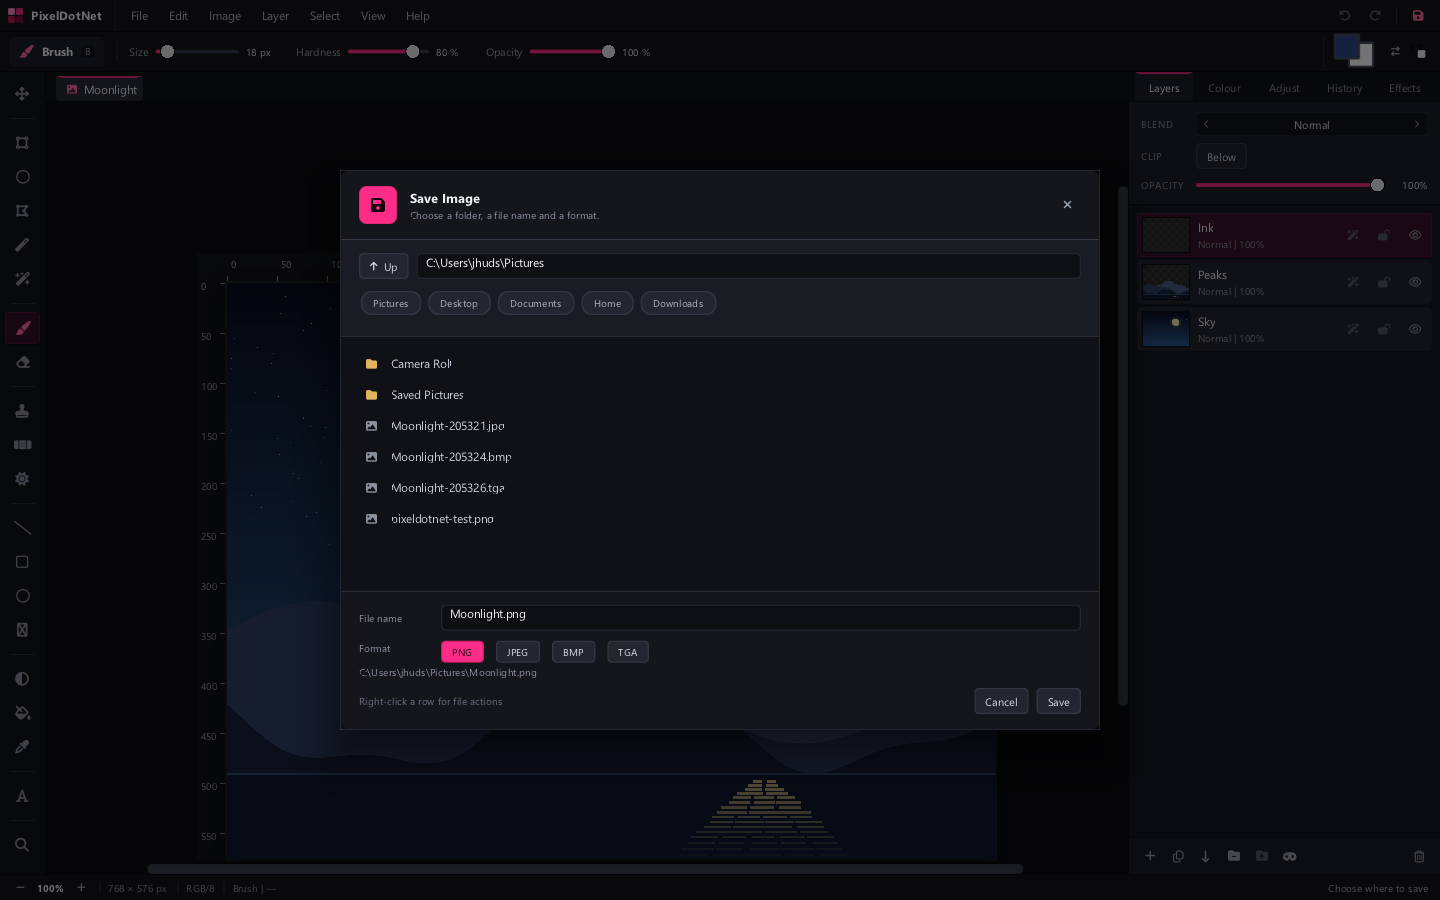 PixelDotNet File Edit Image Layer Select View Help
Brush B Size 18 px Hardness 80 % Opacity 100 %
Moonlight
Layers Colour Adjust History Effects
BLEND Normal
CLIP Below
OPACITY 100%
Ink
Normal | 100%
Peaks
Normal | 100%
Sky
Normal | 100%
0 50 10
0
50
100
150
200
250
300
350
400
450
500
550
Save Image
Choose a folder, a file name and a format.
Up C:\Users\jhuds\Pictures
Pictures Desktop Documents Home Downloads
Camera Roll
Saved Pictures
Moonlight-205321.jpg
Moonlight-205324.bmp
Moonlight-205326.tga
pixeldotnet-test.png
File name Moonlight.png
Format PNG JPEG BMP TGA
C:\Users\jhuds\Pictures\Moonlight.png
Right-click a row for file actions Cancel Save
100% 768 × 576 px RGB/8 Brush | — Choose where to save